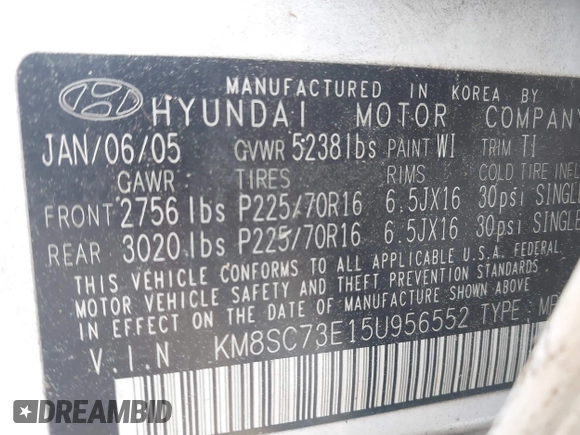 MANUFACTURED IN KOREA BY
HYUNDAI MOTOR COMPANY
JAN/06/05 GVWR 5238lbs PAINT WI TRIM TI
GAWR TIRES RIMS COLD TIRE INFL
FRONT 2756 lbs P225/70R16 6.5JX16 30psi SINGLE
REAR 3020lbs P225/70R16 6.5JX16 30psi SINGLE
THIS VEHICLE CONFORMS TO ALL APPLICABLE U.S.A. FEDERAL
MOTOR VEHICLE SAFETY AND THEFT PREVENTION STANDARDS
IN EFFECT ON THE DATE OF MANUFACTURE SHOWN ABOVE
V.I.N KM8SC73E15U956552 TYPE: MP
DREAMBID